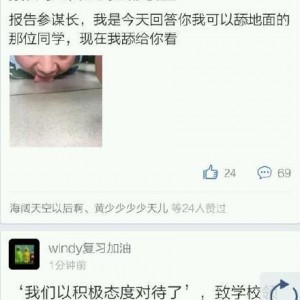 报告参谋长，我是今天回答你我可以舔地面的
那位同学，现在我舔给你看
24
69
海阔天空以后啊、黄少少少少天儿 等24人赞过
windy复习加油
1分钟前
‘我们以积极态度对待了’，致学校